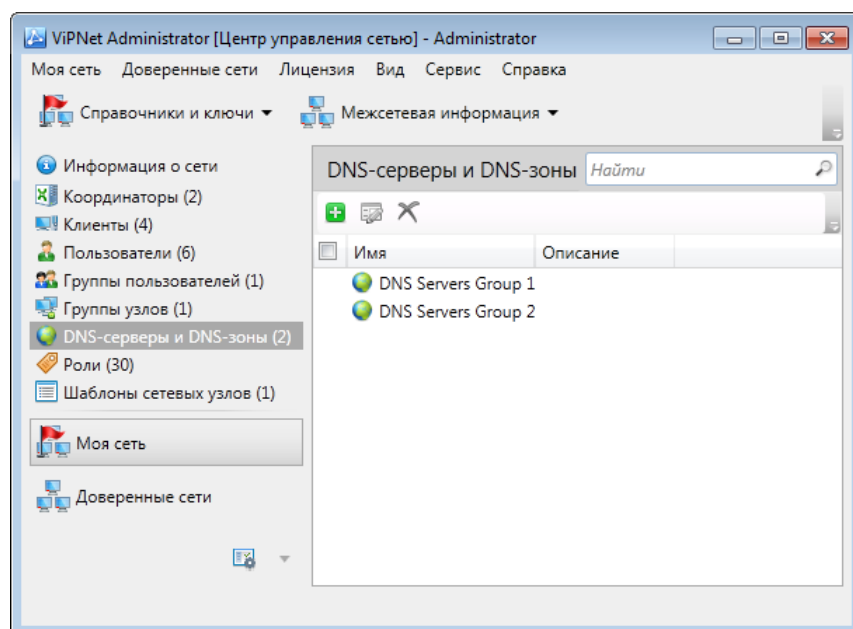 ViPNet Administrator [Центр управления сетью] - Administrator
Моя сеть Доверенные сети Лицензия Вид Сервис Справка
Справочники и ключи Межсетевая информация
Информация о сети
Координаторы (2)
Клиенты (4)
Пользователи (6)
Группы пользователей (1)
Группы узлов (1)
DNS-серверы и DNS-зоны (2)
Роли (30)
Шаблоны сетевых узлов (1)
Моя сеть
Доверенные сети
DNS-серверы и DNS-зоны Найти
Имя Описание
DNS Servers Group 1
DNS Servers Group 2